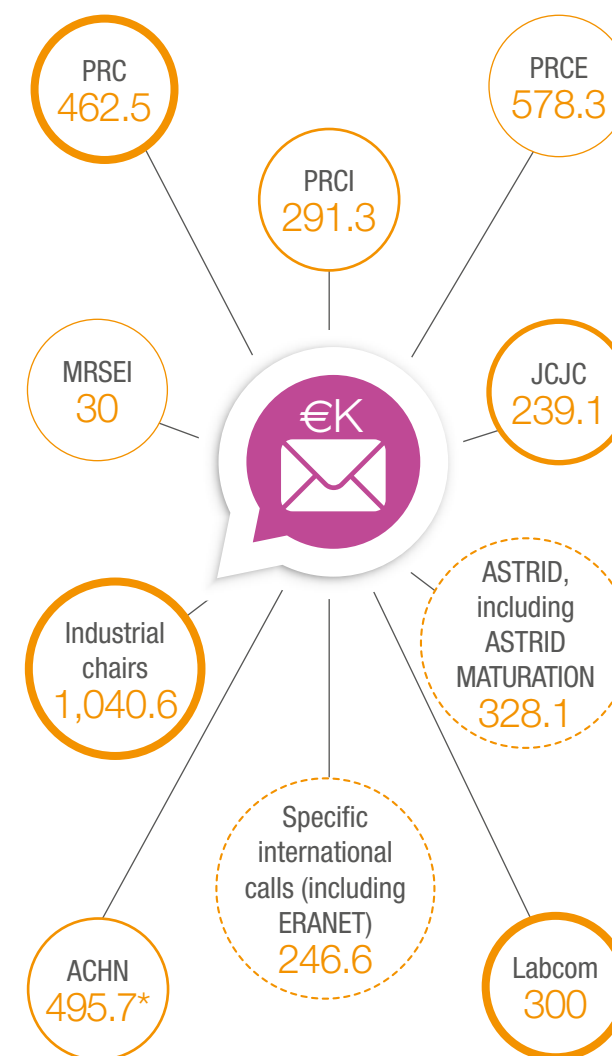 PRC
462.5
PRCE
578.3
PRCI
291.3
MRSEI
30
€K
JCJC
239.1
Industrial
chairs
1,040.6
ASTRID,
including
ASTRID
MATURATION
328.1
Specific
international
calls (including
ERANET)
246.6
ACHN
495.7*
Labcom
300